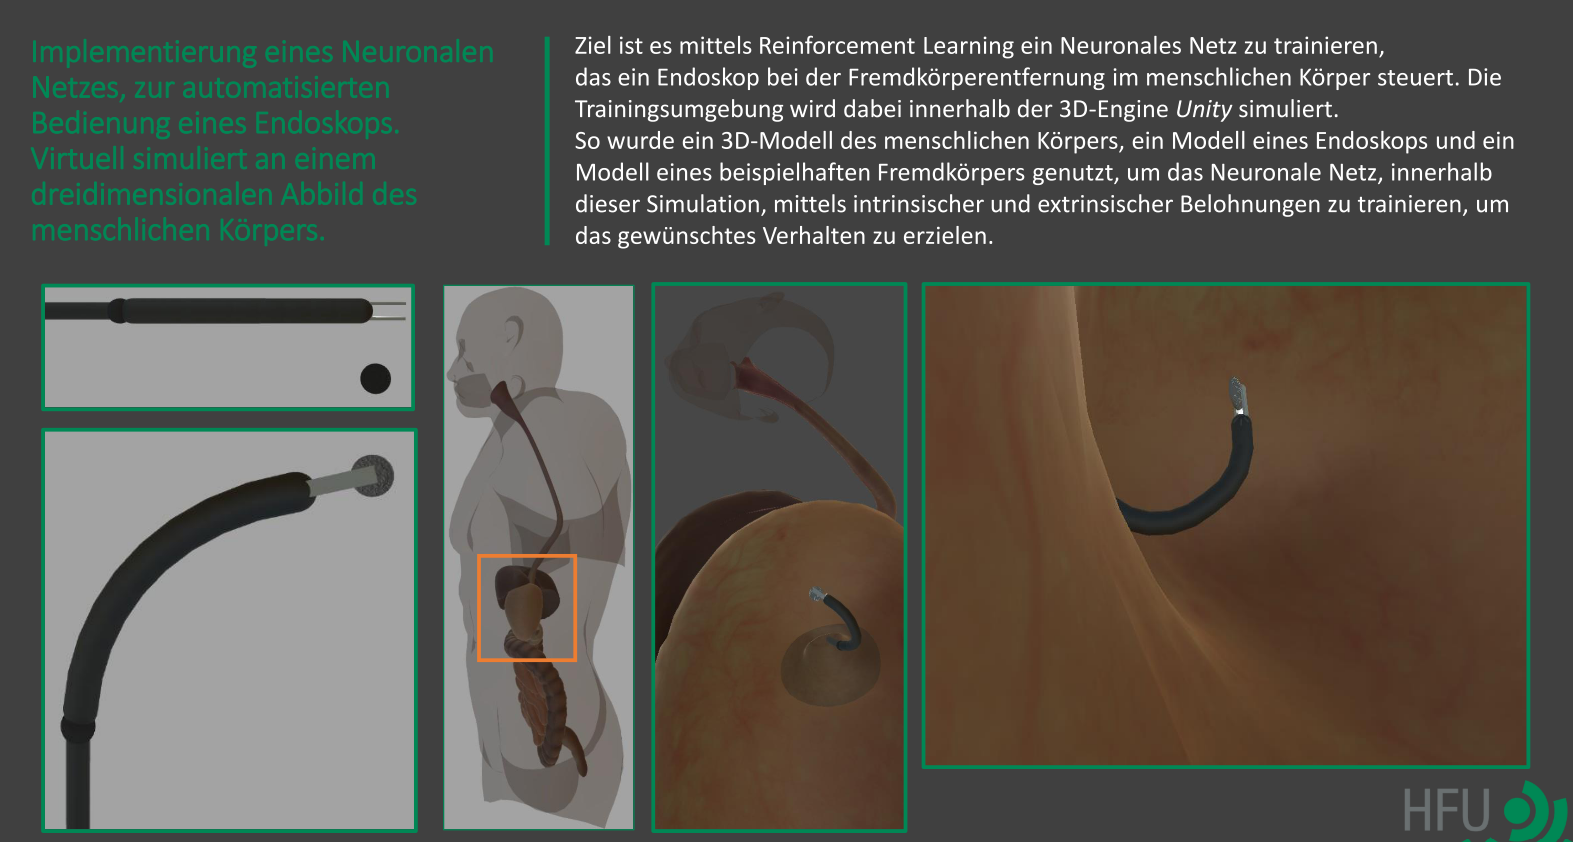 Implementierung eines Neuronalen
Netzes, zur automatisierten
Bedienung eines Endoskops.
Virtuell simuliert an einem
dreidimensionalen Abbild des
menschlichen Körpers.
Ziel ist es mittels Reinforcement Learning ein Neuronales Netz zu trainieren,
das ein Endoskop bei der Fremdkörperentfernung im menschlichen Körper steuert. Die
Trainingsumgebung wird dabei innerhalb der 3D-Engine Unity simuliert.
So wurde ein 3D-Modell des menschlichen Körpers, ein Modell eines Endoskops und ein
Modell eines beispielhaften Fremdkörpers genutzt, um das Neuronale Netz, innerhalb
dieser Simulation, mittels intrinsischer und extrinsischer Belohnungen zu trainieren, um
das gewünschtes Verhalten zu erzielen.
HFU